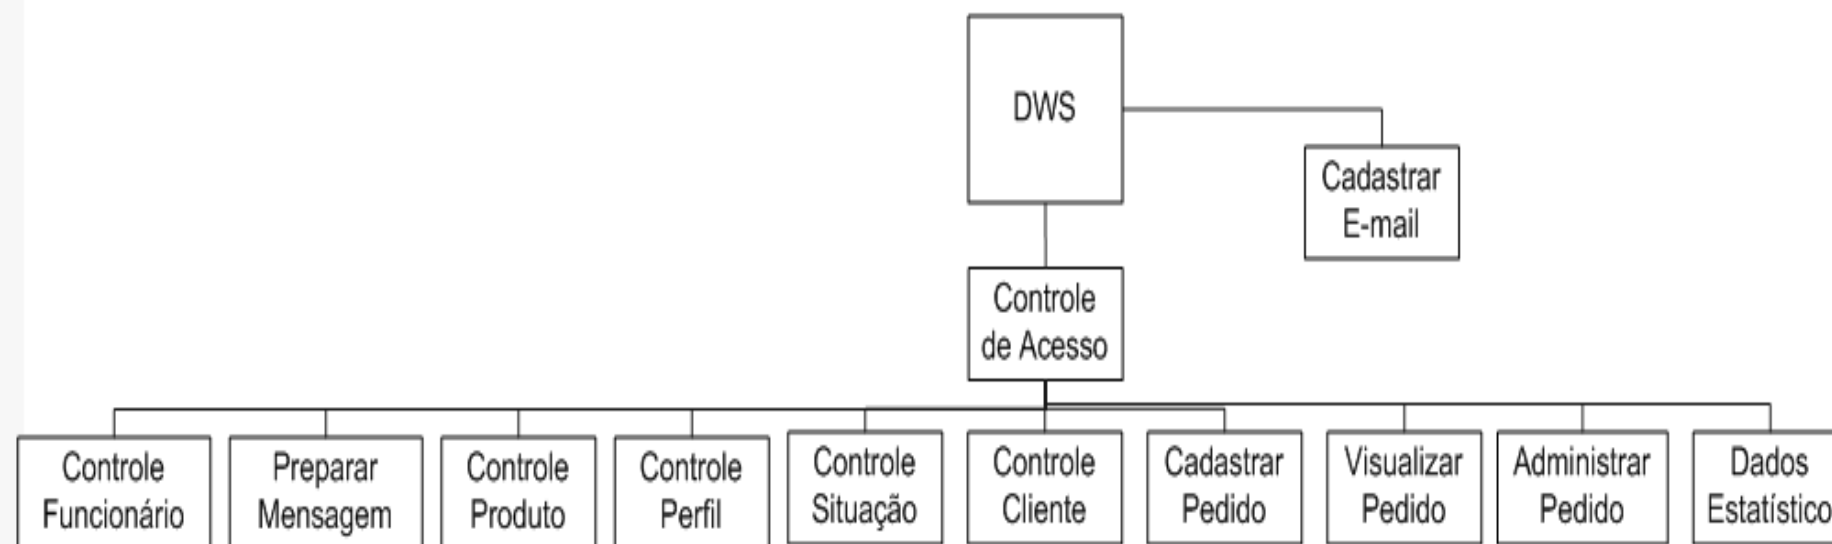 DWS
Cadastrar
E-mail
Controle
de Acesso
Controle
Funcionário
Preparar
Mensagem
Controle
Produto
Controle
Perfil
Controle
Situação
Controle
Cliente
Cadastrar
Pedido
Visualizar
Pedido
Administrar
Pedido
Dados
Estatístico